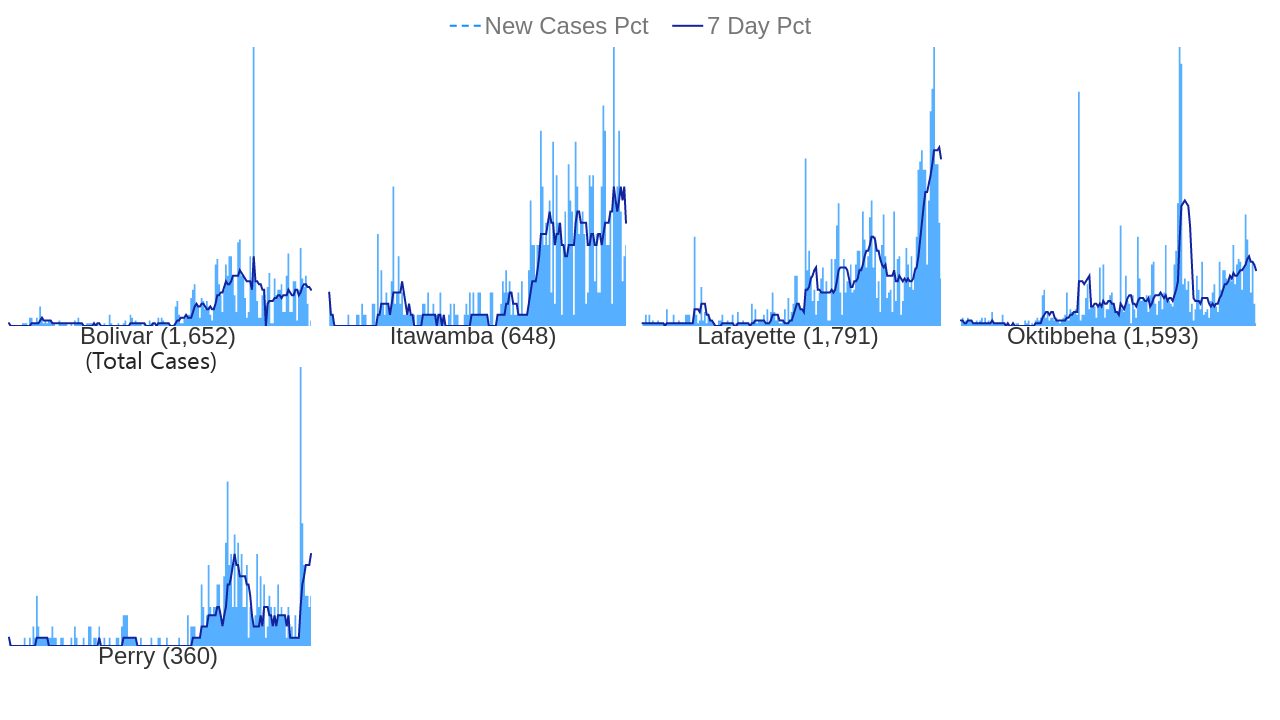 New Cases Pct 7 Day Pct
Bolivar (1,652) Itawamba (648) Lafayette (1,791) Oktibbeha (1,593)
(Total Cases)
Perry (360)